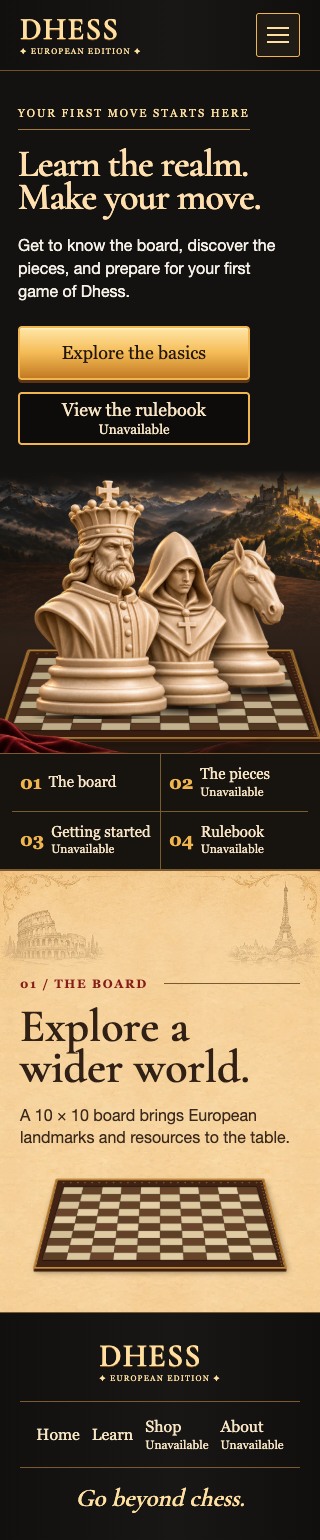 DHESS
✦ EUROPEAN EDITION ✦
YOUR FIRST MOVE STARTS HERE
Learn the realm.
Make your move.
Get to know the board, discover the
pieces, and prepare for your first
game of Dhess.
Explore the basics
View the rulebook
Unavailable
01 The board
02 The pieces
Unavailable
03 Getting started
Unavailable
04 Rulebook
Unavailable
01 / THE BOARD
Explore a
wider world.
A 10 × 10 board brings European
landmarks and resources to the table.
DHESS
✦ EUROPEAN EDITION ✦
Home
Learn
Shop
Unavailable
About
Unavailable
Go beyond chess.